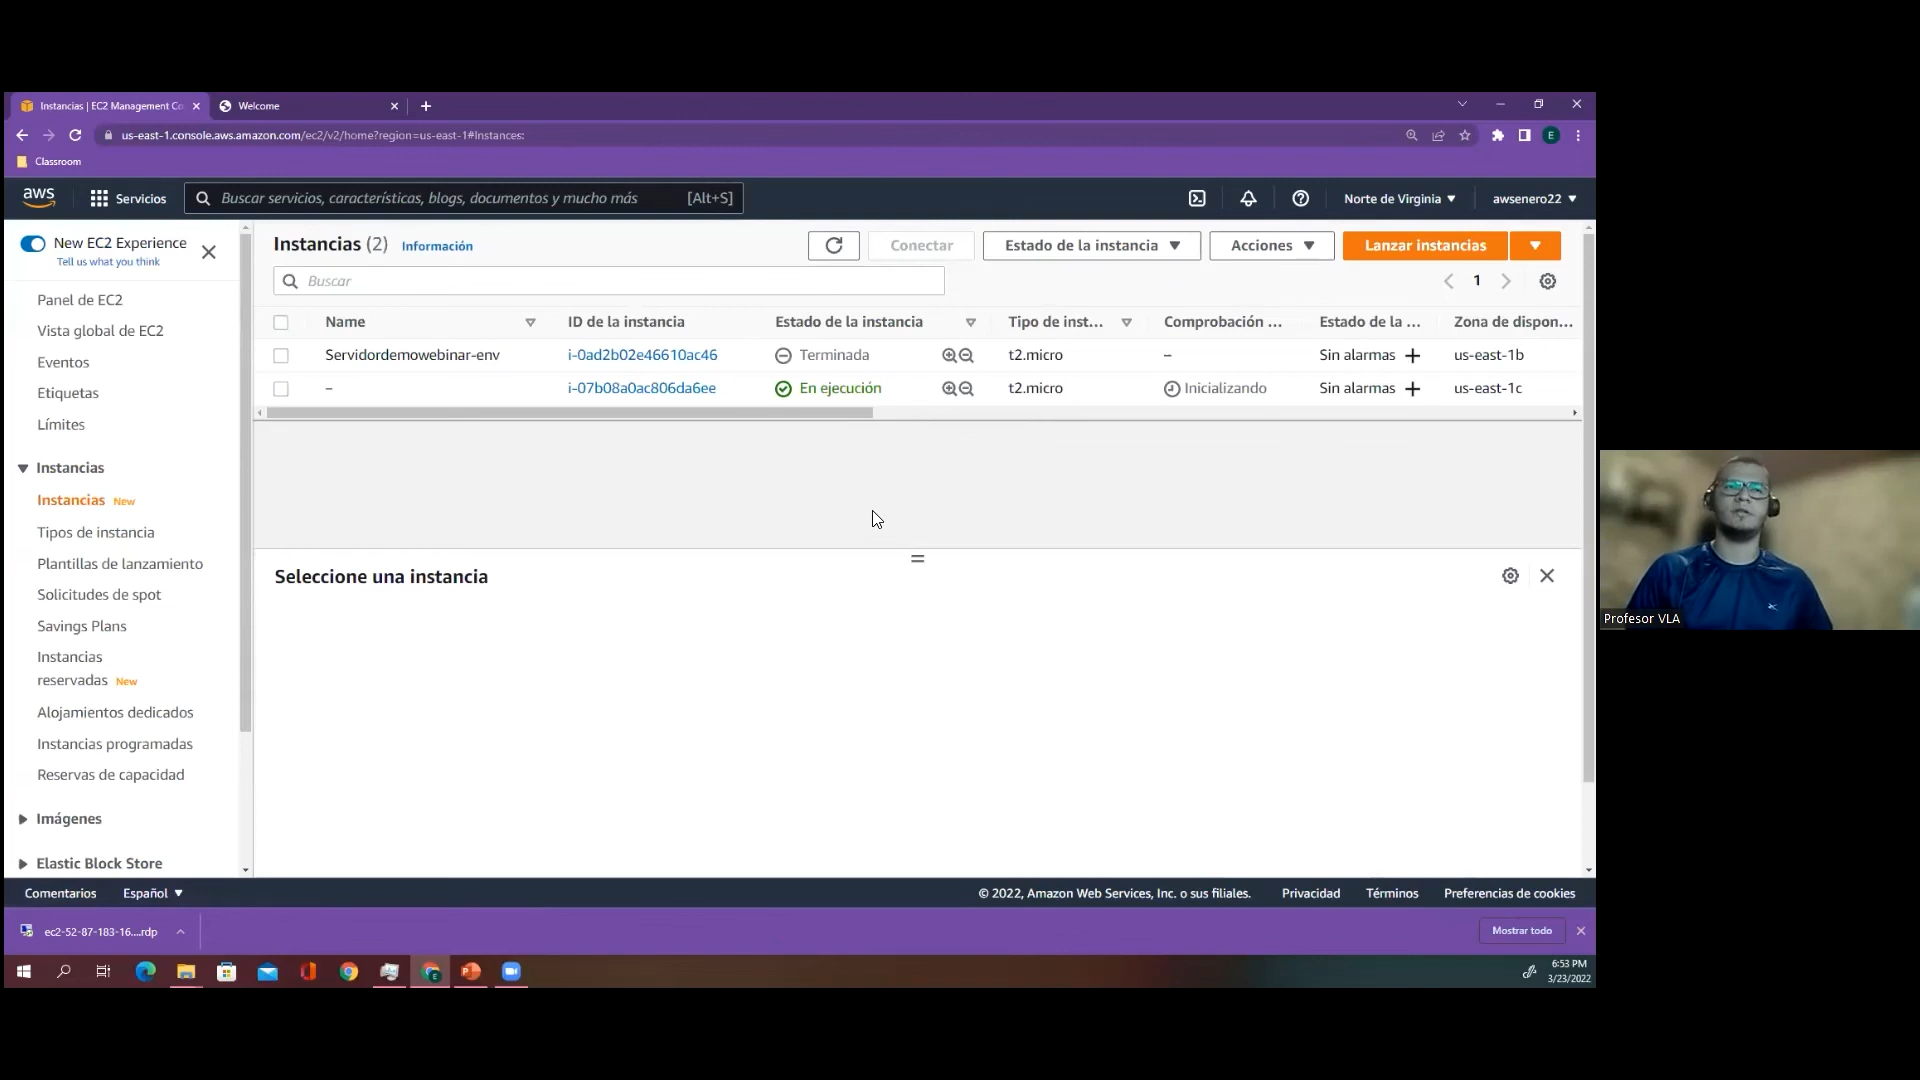 Instancias | EC2 Management Co
Welcome
us-east-1.console.aws.amazon.com/ec2/v2/home?region=us-east-1#Instances:
Classroom
aws
Servicios
Buscar servicios, características, blogs, documentos y mucho más
[Alt+S]
Norte de Virginia
awsenero22
New EC2 Experience
Tell us what you think
Panel de EC2
Vista global de EC2
Eventos
Etiquetas
Límites
Instancias
Instancias New
Tipos de instancia
Plantillas de lanzamiento
Solicitudes de spot
Savings Plans
Instancias
reservadas New
Alojamientos dedicados
Instancias programadas
Reservas de capacidad
Imágenes
Elastic Block Store
Instancias (2) Información
Conectar
Estado de la instancia
Acciones
Lanzar instancias
Buscar
1
Name ID de la instancia Estado de la instancia Tipo de inst... Comprobación ... Estado de la ... Zona de dispon...
Servidordemowebinar-env i-0ad2b02e46610ac46 Terminada t2.micro – Sin alarmas us-east-1b
– i-07b08a0ac806da6ee En ejecución t2.micro Inicializando Sin alarmas us-east-1c
Seleccione una instancia
Profesor VLA
Comentarios Español
© 2022, Amazon Web Services, Inc. o sus filiales. Privacidad Términos Preferencias de cookies
ec2-52-87-183-16....rdp
Mostrar todo
6:53 PM
3/23/2022